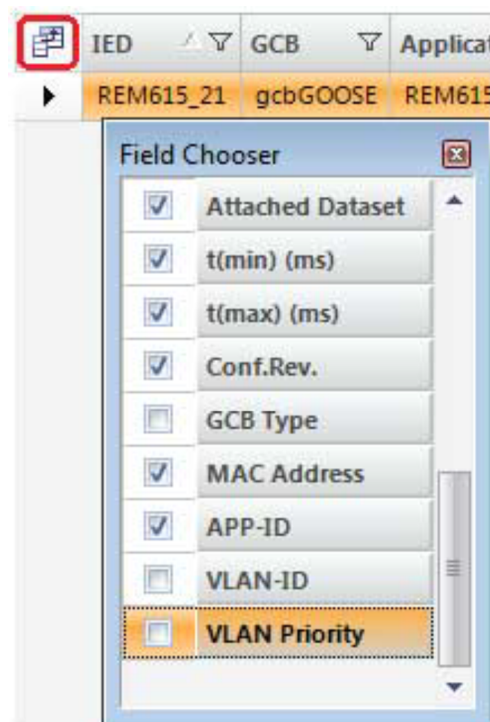 IED GCB Applicat
REM615_21 gcbGOOSE REM615
Field Chooser
Attached Dataset
t(min) (ms)
t(max) (ms)
Conf.Rev.
GCB Type
MAC Address
APP-ID
VLAN-ID
VLAN Priority